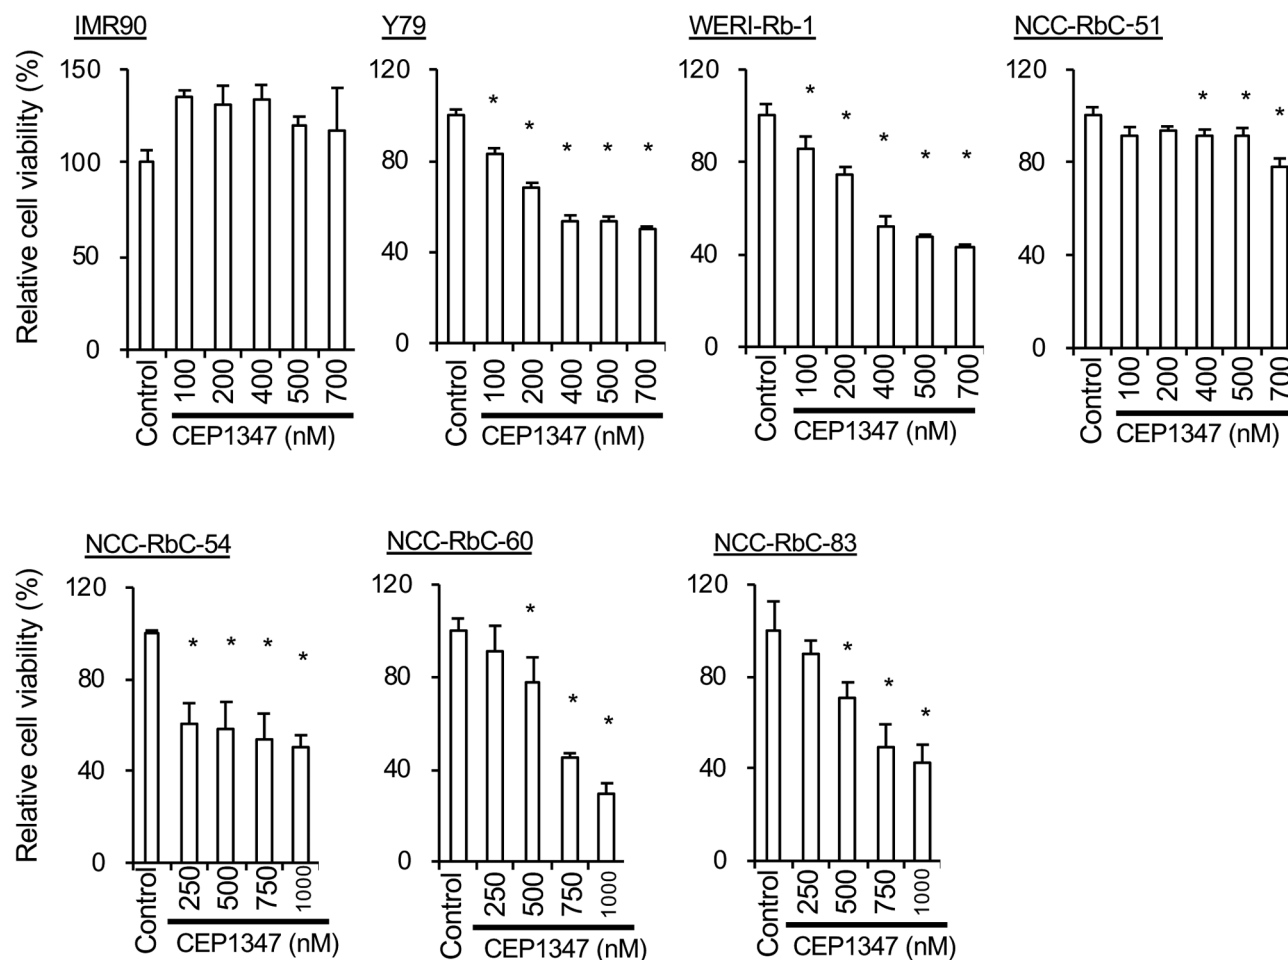 IMR90
Y79
WERI-Rb-1
NCC-RbC-51
Relative cell viability (%)
150
100
50
0
Control
100
200
400
500
700
CEP1347 (nM)
120
80
40
0
* * * * *
Control
100
200
400
500
700
CEP1347 (nM)
120
80
40
0
* * * * *
Control
100
200
400
500
700
CEP1347 (nM)
120
80
40
0
* * *
Control
100
200
400
500
700
CEP1347 (nM)
NCC-RbC-54
NCC-RbC-60
NCC-RbC-83
Relative cell viability (%)
120
80
40
0
* * * *
Control
250
500
750
1000
CEP1347 (nM)
120
80
40
0
* * *
Control
250
500
750
1000
CEP1347 (nM)
120
80
40
0
* * *
Control
250
500
750
1000
CEP1347 (nM)